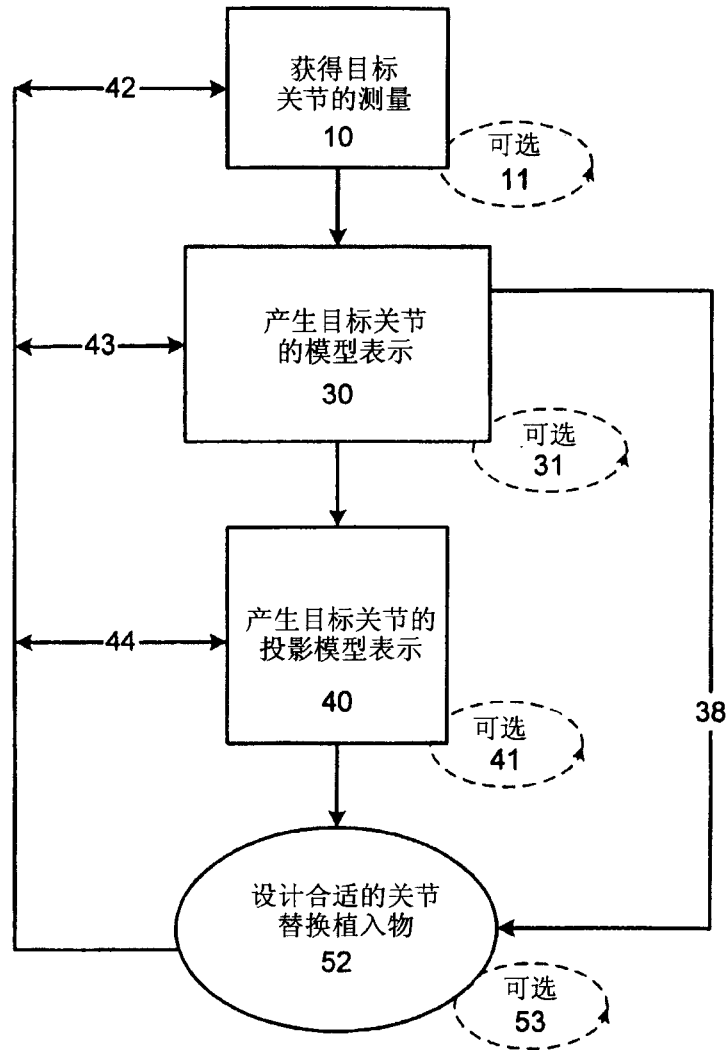 获得目标
关节的测量
10
42
可选
11
产生目标关节
的模型表示
30
43
可选
31
产生目标关节的
投影模型表示
40
44
38
可选
41
设计合适的关节
替换植入物
52
可选
53